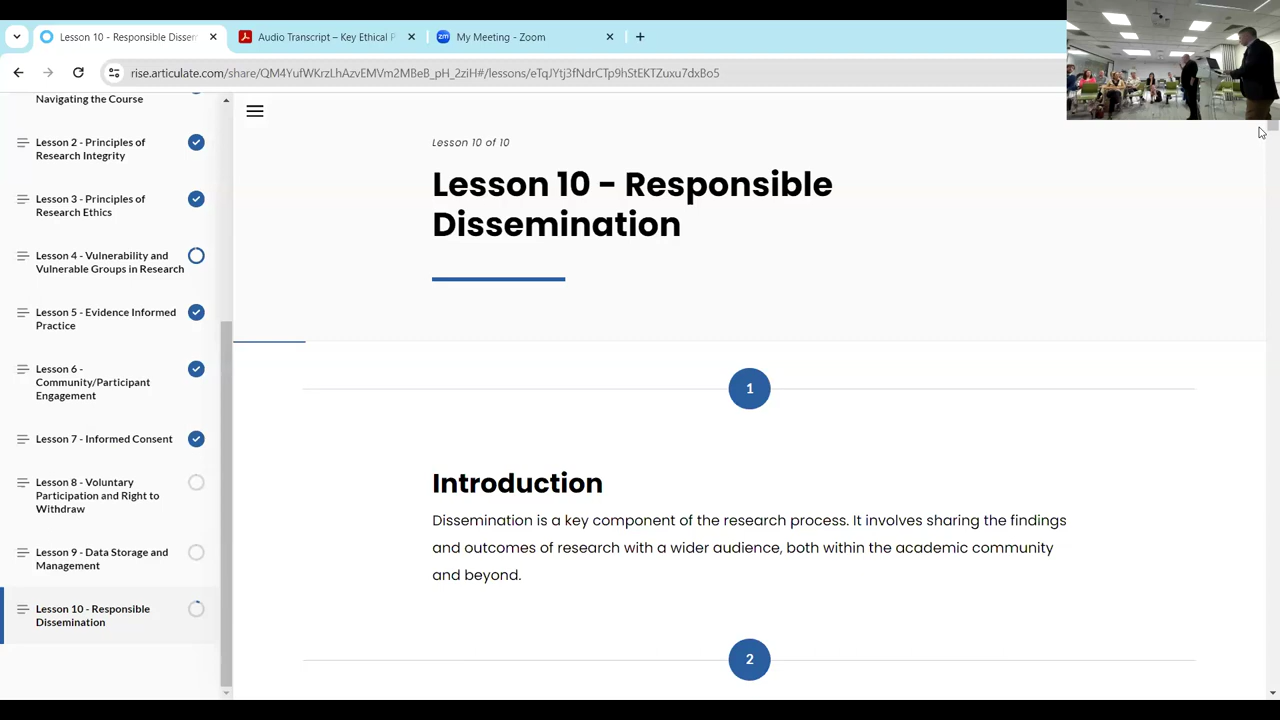 Lesson 10 - Responsible Dissem
Audio Transcript – Key Ethical P
My Meeting - Zoom
rise.articulate.com/share/QM4YufWKrzLhAzvEMVm2MBeB_pH_2ziH#/lessons/eTqJYtj3fNdrCTp9hStEKTZuxu7dxBo5
Navigating the Course
Lesson 2 - Principles of
Research Integrity
Lesson 3 - Principles of
Research Ethics
Lesson 4 - Vulnerability and
Vulnerable Groups in Research
Lesson 5 - Evidence Informed
Practice
Lesson 6 -
Community/Participant
Engagement
Lesson 7 - Informed Consent
Lesson 8 - Voluntary
Participation and Right to
Withdraw
Lesson 9 - Data Storage and
Management
Lesson 10 - Responsible
Dissemination
Lesson 10 of 10
Lesson 10 - Responsible
Dissemination
1
Introduction
Dissemination is a key component of the research process. It involves sharing the findings
and outcomes of research with a wider audience, both within the academic community
and beyond.
2